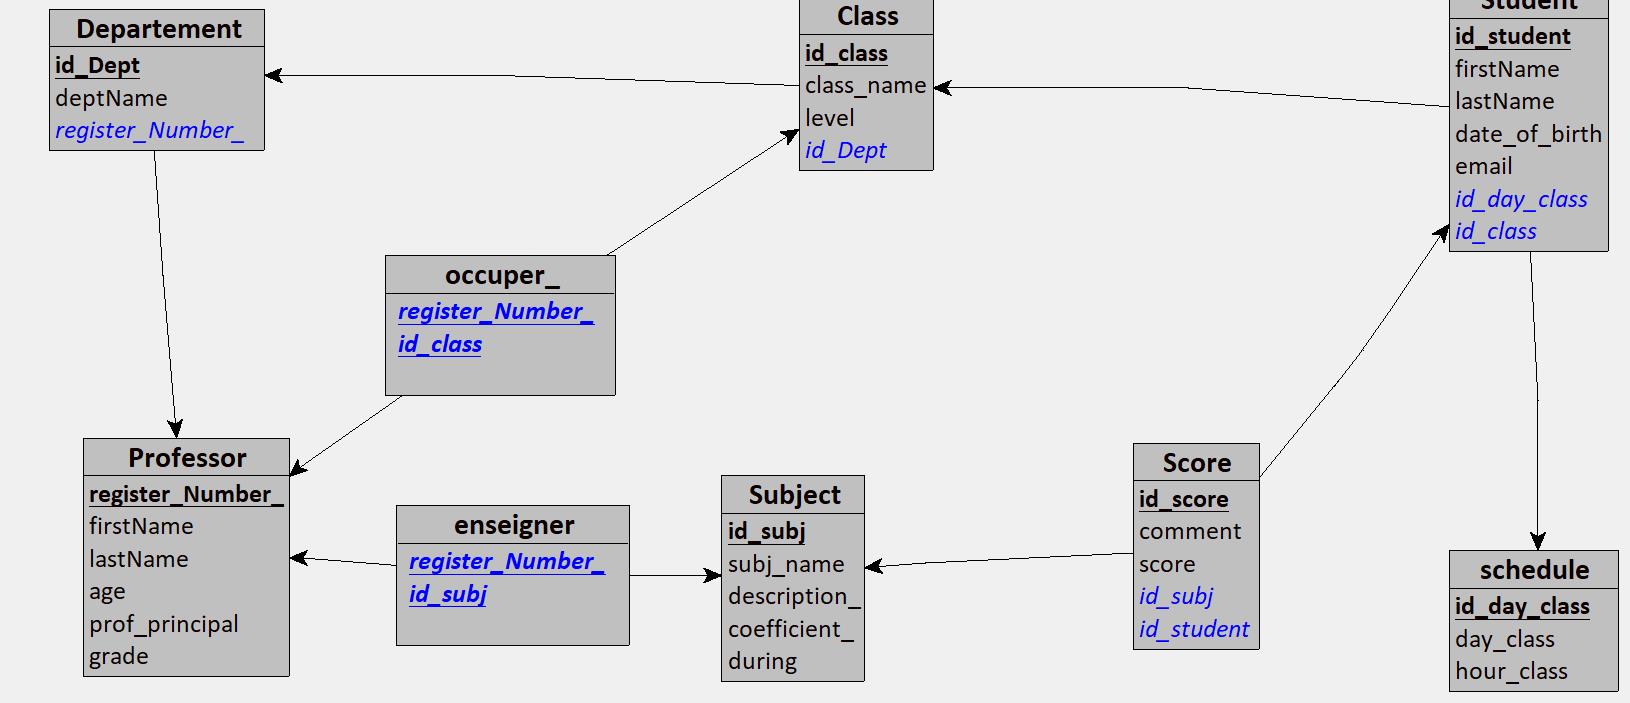 Departement
id_Dept
deptName
register_Number_
Class
id_class
class_name
level
id_Dept
Student
id_student
firstName
lastName
date_of_birth
email
id_day_class
id_class
occuper_
register_Number_
id_class
Professor
register_Number_
firstName
lastName
age
prof_principal
grade
enseigner
register_Number_
id_subj
Subject
id_subj
subj_name
description_
coefficient_
during
Score
id_score
comment
score
id_subj
id_student
schedule
id_day_class
day_class
hour_class